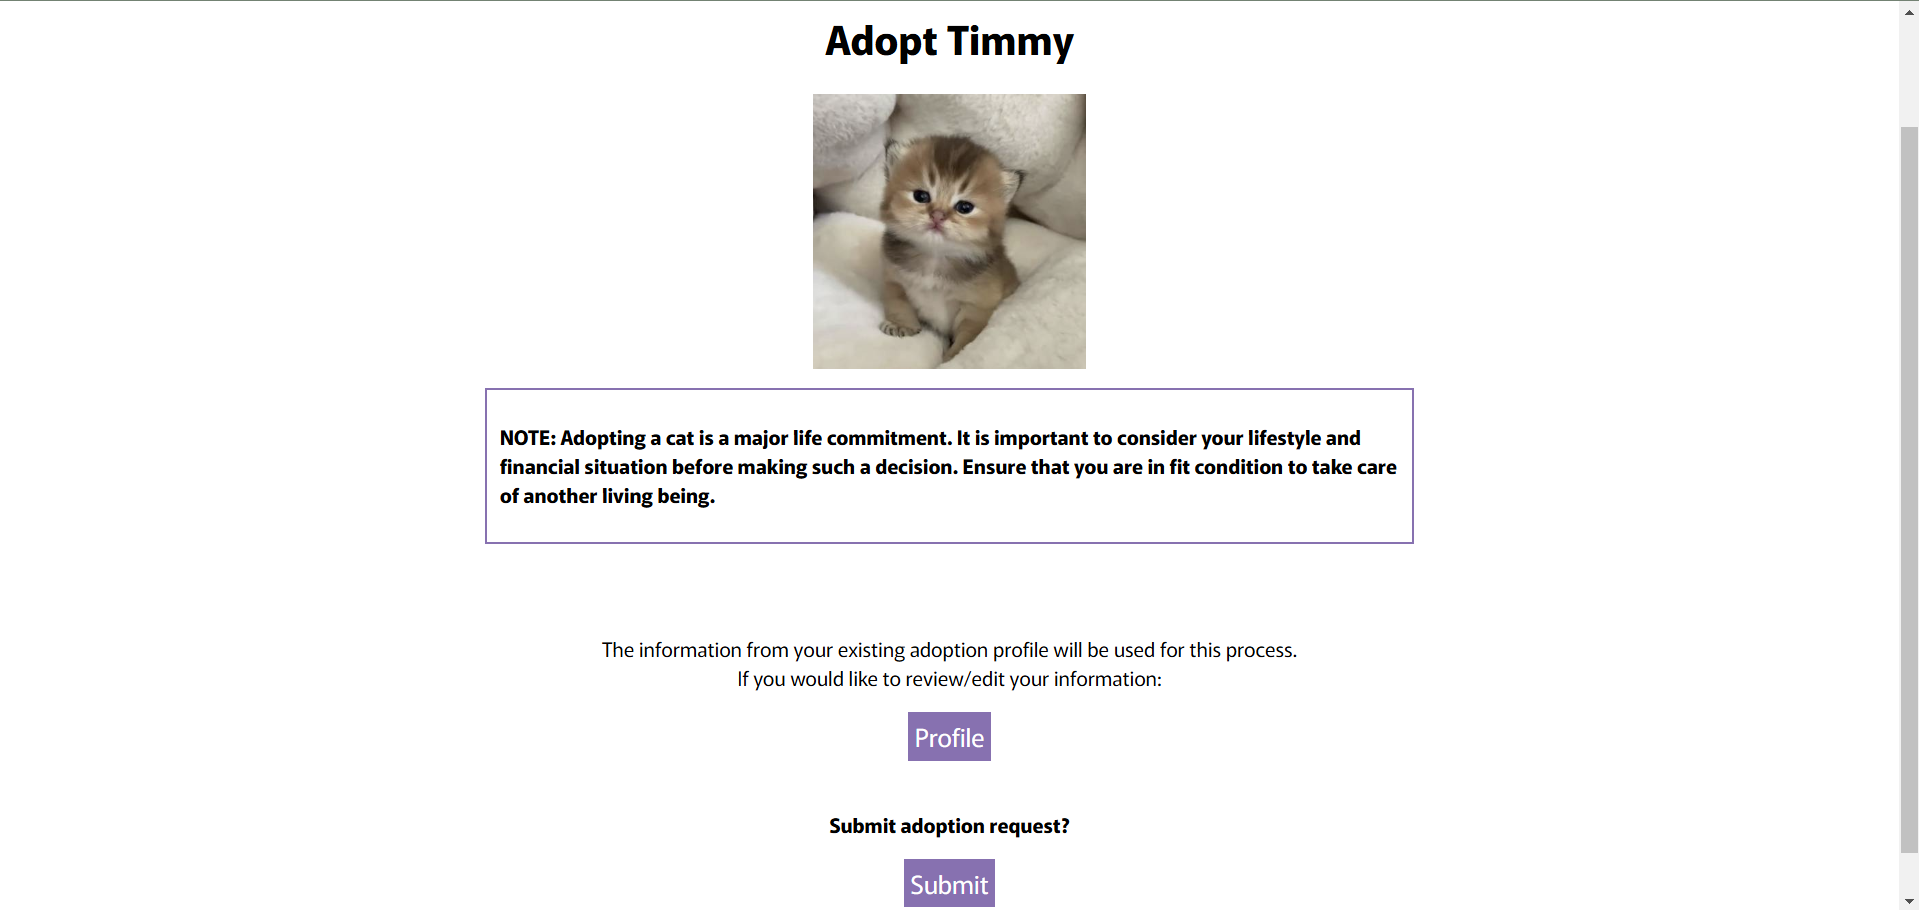 Adopt Timmy
NOTE: Adopting a cat is a major life commitment. It is important to consider your lifestyle and
financial situation before making such a decision. Ensure that you are in fit condition to take care
of another living being.
The information from your existing adoption profile will be used for this process.
If you would like to review/edit your information:
Profile
Submit adoption request?
Submit